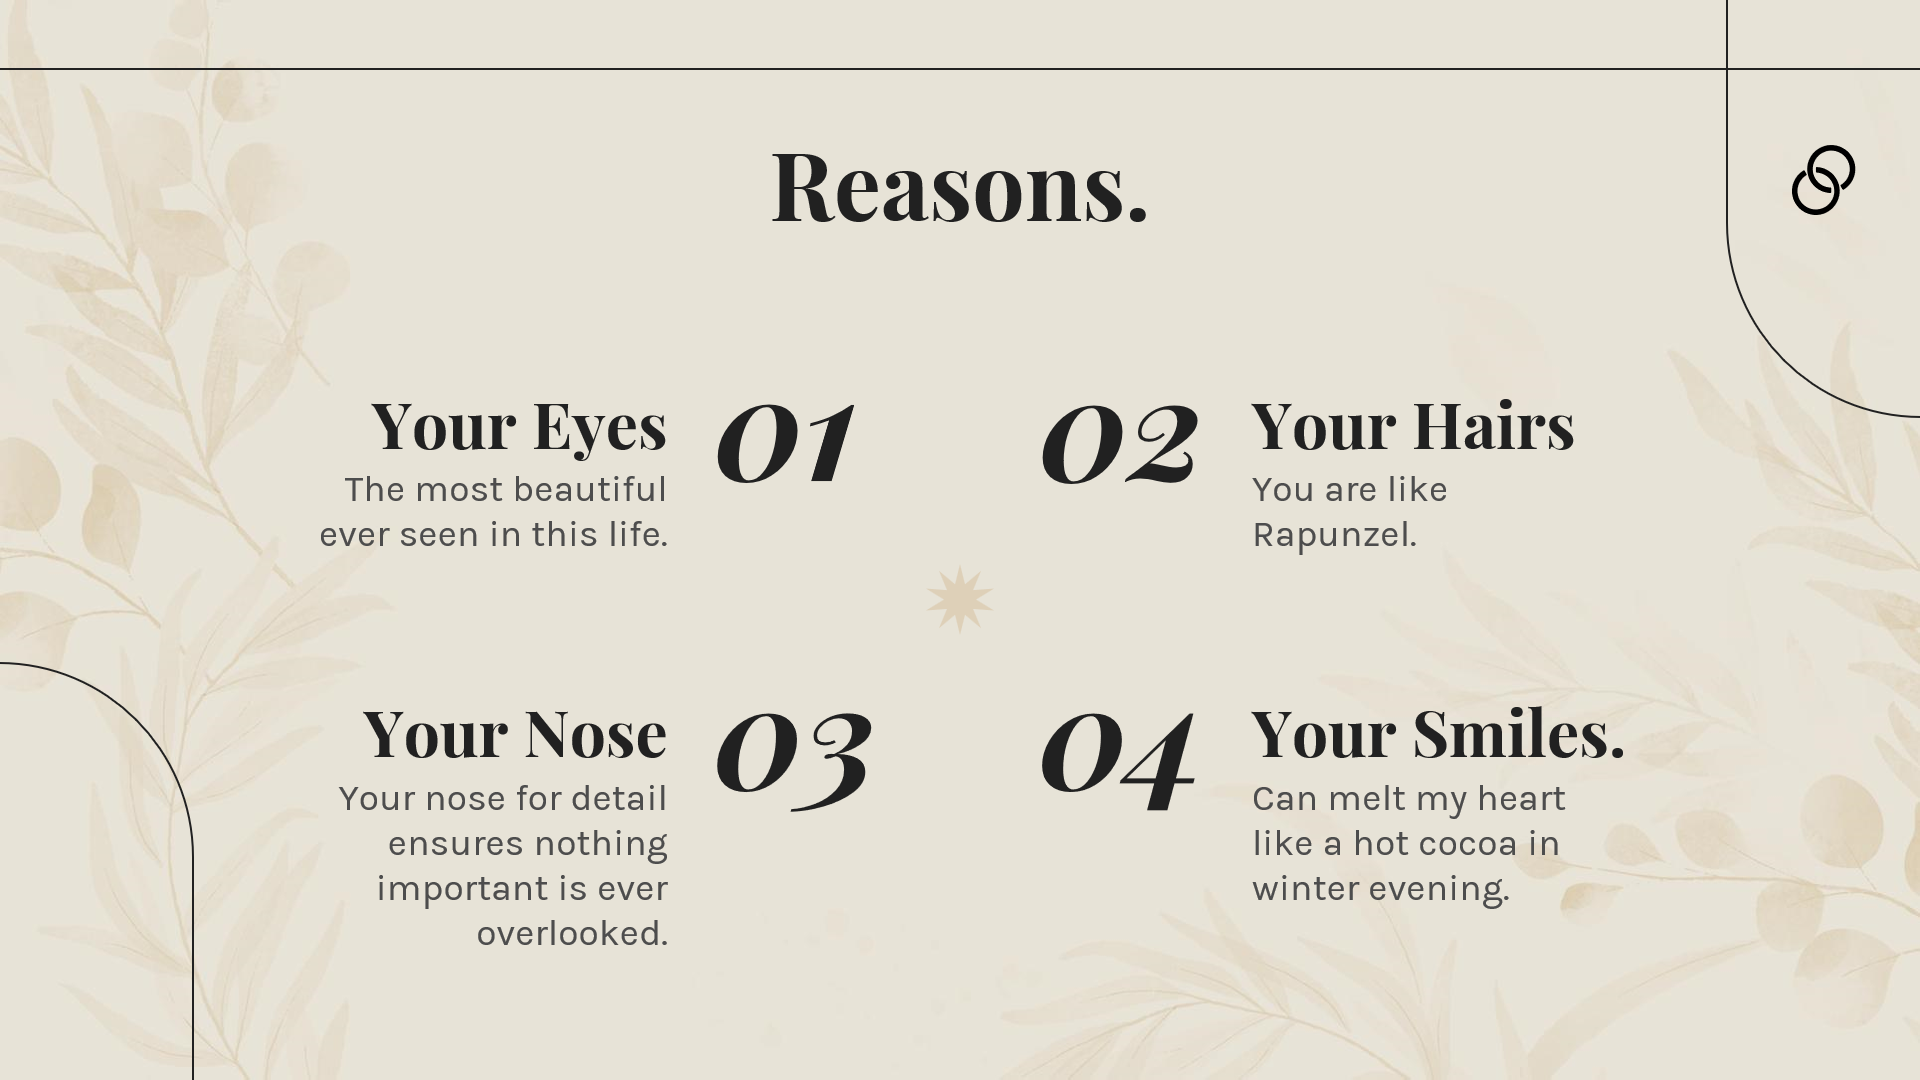 Reasons.
Your Eyes
The most beautiful
ever seen in this life.
01
02
Your Hairs
You are like
Rapunzel.
Your Nose
Your nose for detail
ensures nothing
important is ever
overlooked.
03
04
Your Smiles.
Can melt my heart
like a hot cocoa in
winter evening.